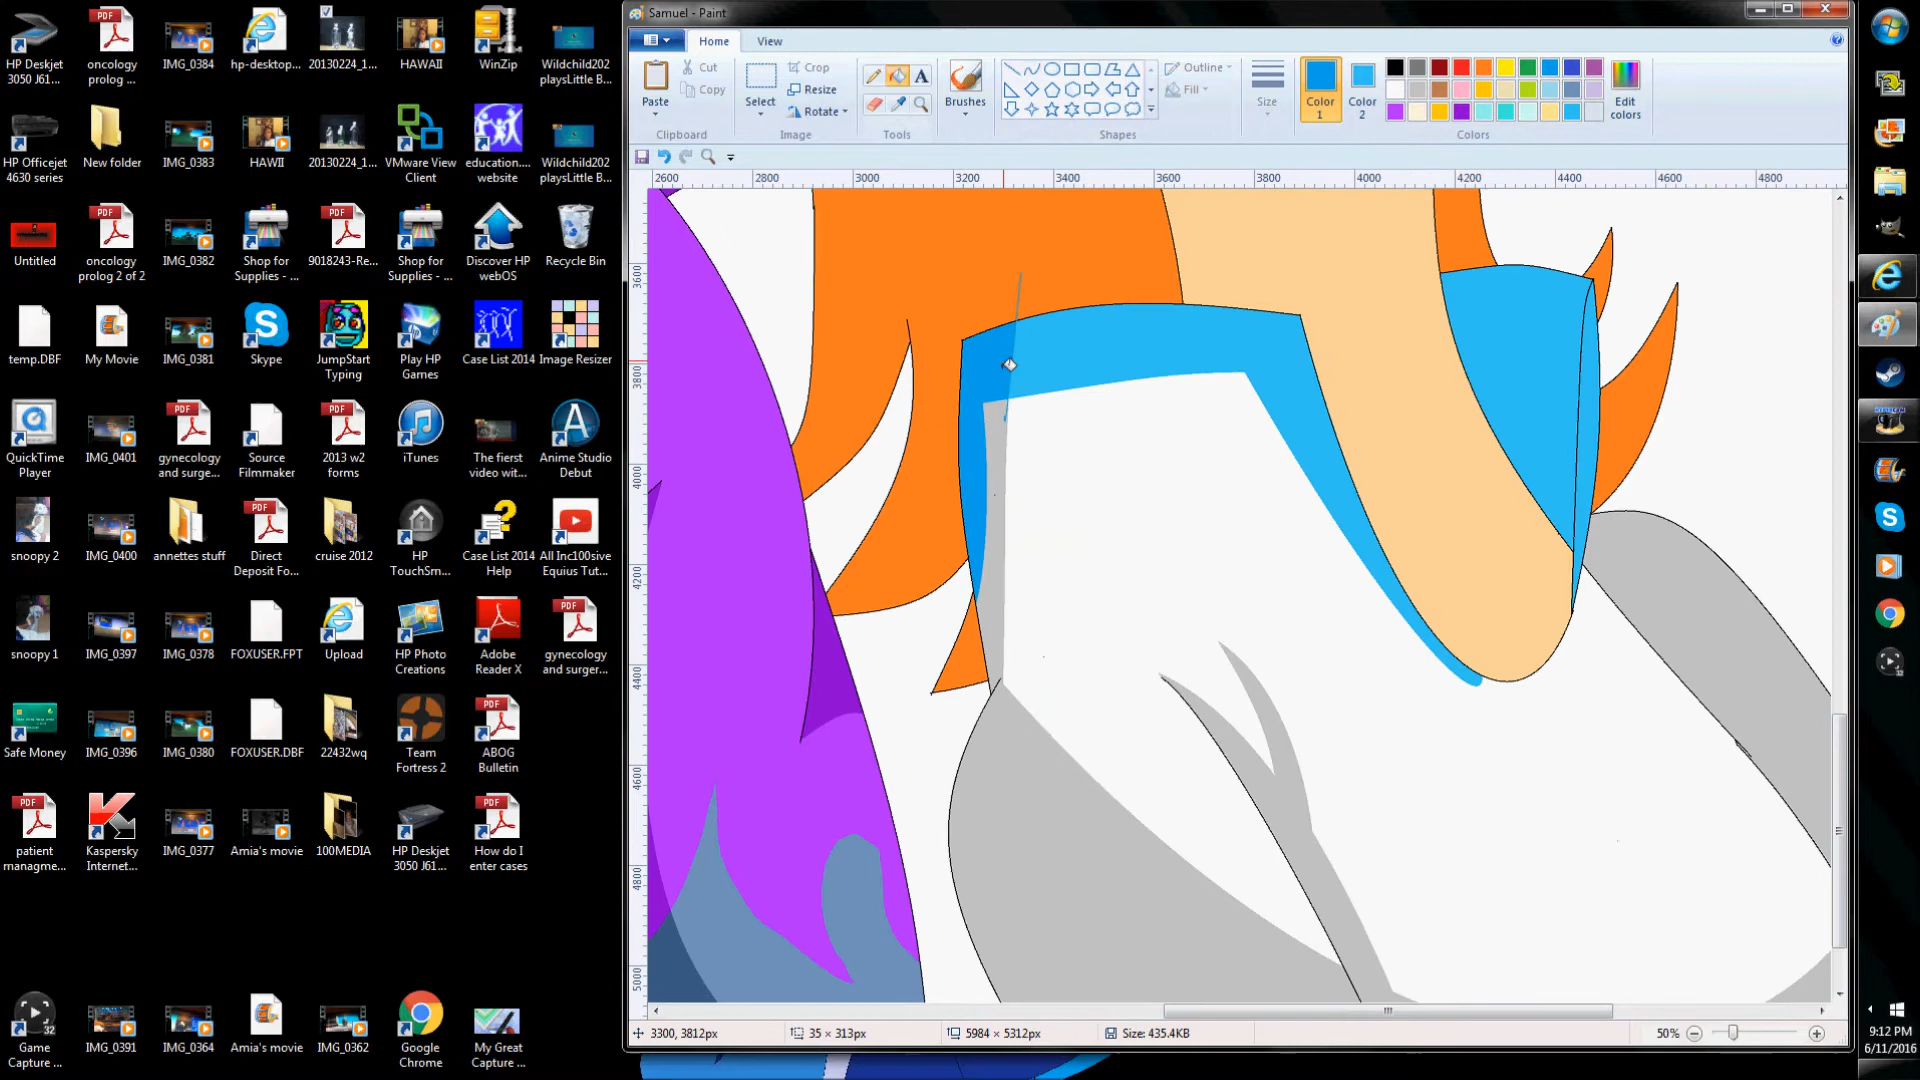 Samuel - Paint
Home
View
Paste
Cut
Copy
Clipboard
Select
Crop
Resize
Rotate
Image
Tools
Brushes
Shapes
Outline
Fill
Size
Color 1
Color 2
Edit colors
Colors
2600
2800
3000
3200
3400
3600
3800
4000
4200
4400
4600
4800
3600
3800
4000
4200
4400
4600
4800
5000
3300, 3812px
35 × 313px
5984 × 5312px
Size: 435.4KB
50%
9:12 PM
6/11/2016
HP Deskjet 3050 J61...
oncology prolog ...
IMG_0384
hp-desktop...
20130224_1...
HAWAII
WinZip
Wildchild202 playsLittle B...
HP Officejet 4630 series
New folder
IMG_0383
HAWII
20130224_1...
VMware View Client
education.... website
Wildchild202 playsLittle B...
Untitled
oncology prolog 2 of 2
IMG_0382
Shop for Supplies - ...
9018243-Re...
Shop for Supplies - ...
Discover HP webOS
Recycle Bin
temp.DBF
My Movie
IMG_0381
Skype
JumpStart Typing
Play HP Games
Case List 2014
Image Resizer
QuickTime Player
IMG_0401
gynecology and surge...
Source Filmmaker
2013 w2 forms
iTunes
The fierst video wit...
Anime Studio Debut
snoopy 2
IMG_0400
annettes stuff
Direct Deposit Fo...
cruise 2012
HP TouchSm...
Case List 2014 Help
All Inc100sive Equius Tut...
snoopy 1
IMG_0397
IMG_0378
FOXUSER.FPT
Upload
HP Photo Creations
Adobe Reader X
gynecology and surger...
Safe Money
IMG_0396
IMG_0380
FOXUSER.DBF
22432wq
Team Fortress 2
ABOG Bulletin
patient managme...
Kaspersky Internet...
IMG_0377
Amia's movie
100MEDIA
HP Deskjet 3050 J61...
How do I enter cases
Game Capture ...
IMG_0391
IMG_0364
Amia's movie
IMG_0362
Google Chrome
My Great Capture ...